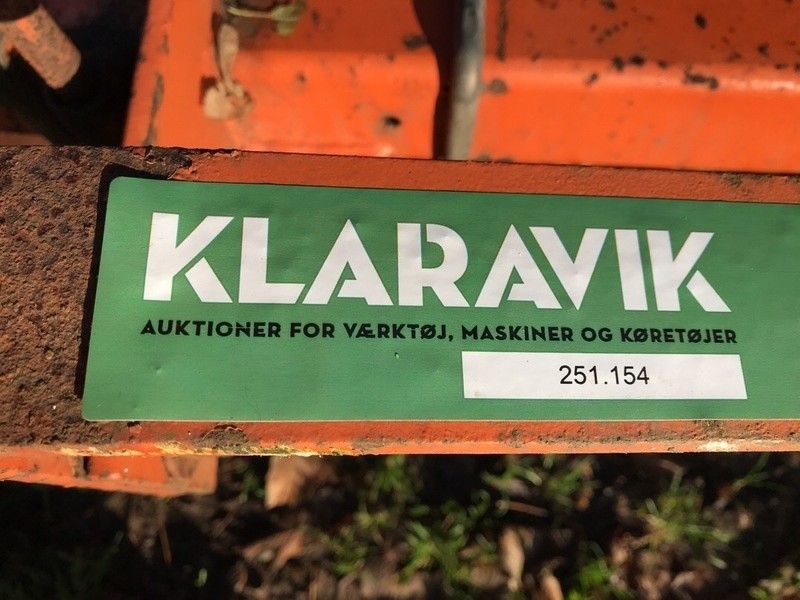 KLARAVIK
AUKTIONER FOR VÆRKTØJ, MASKINER OG KØRETØJER
251.154